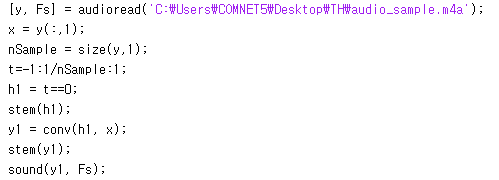 [y, Fs] = audioread('C:₩Users₩COMNET5₩Desktop₩TH₩audio_sample.m4a');
x = y(:,1);
nSample = size(y,1);
t=-1:1/nSample:1;
h1 = t==0;
stem(h1);
y1 = conv(h1, x);
stem(y1);
sound(y1, Fs);